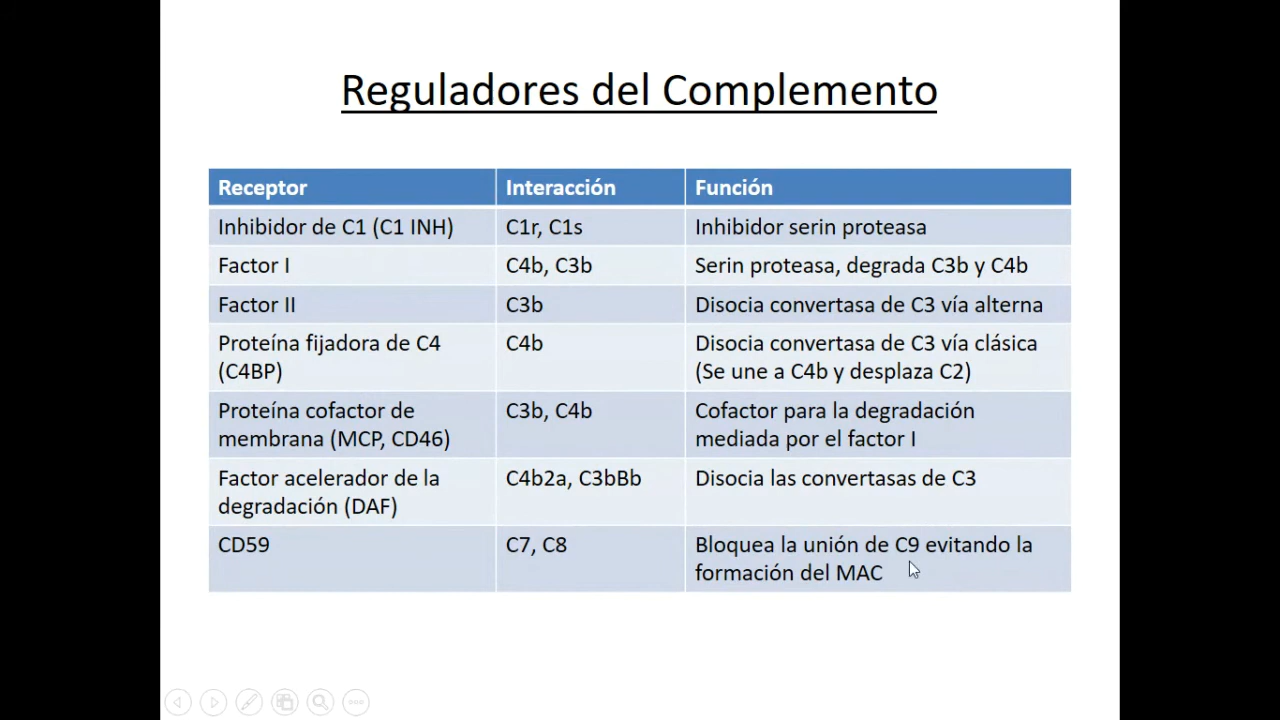 Reguladores del Complemento
Receptor Interacción Función
Inhibidor de C1 (C1 INH) C1r, C1s Inhibidor serin proteasa
Factor I C4b, C3b Serin proteasa, degrada C3b y C4b
Factor II C3b Disocia convertasa de C3 vía alterna
Proteína fijadora de C4 C4b Disocia convertasa de C3 vía clásica
(C4BP) (Se une a C4b y desplaza C2)
Proteína cofactor de C3b, C4b Cofactor para la degradación
membrana (MCP, CD46) mediada por el factor I
Factor acelerador de la C4b2a, C3bBb Disocia las convertasas de C3
degradación (DAF)
CD59 C7, C8 Bloquea la unión de C9 evitando la
formación del MAC